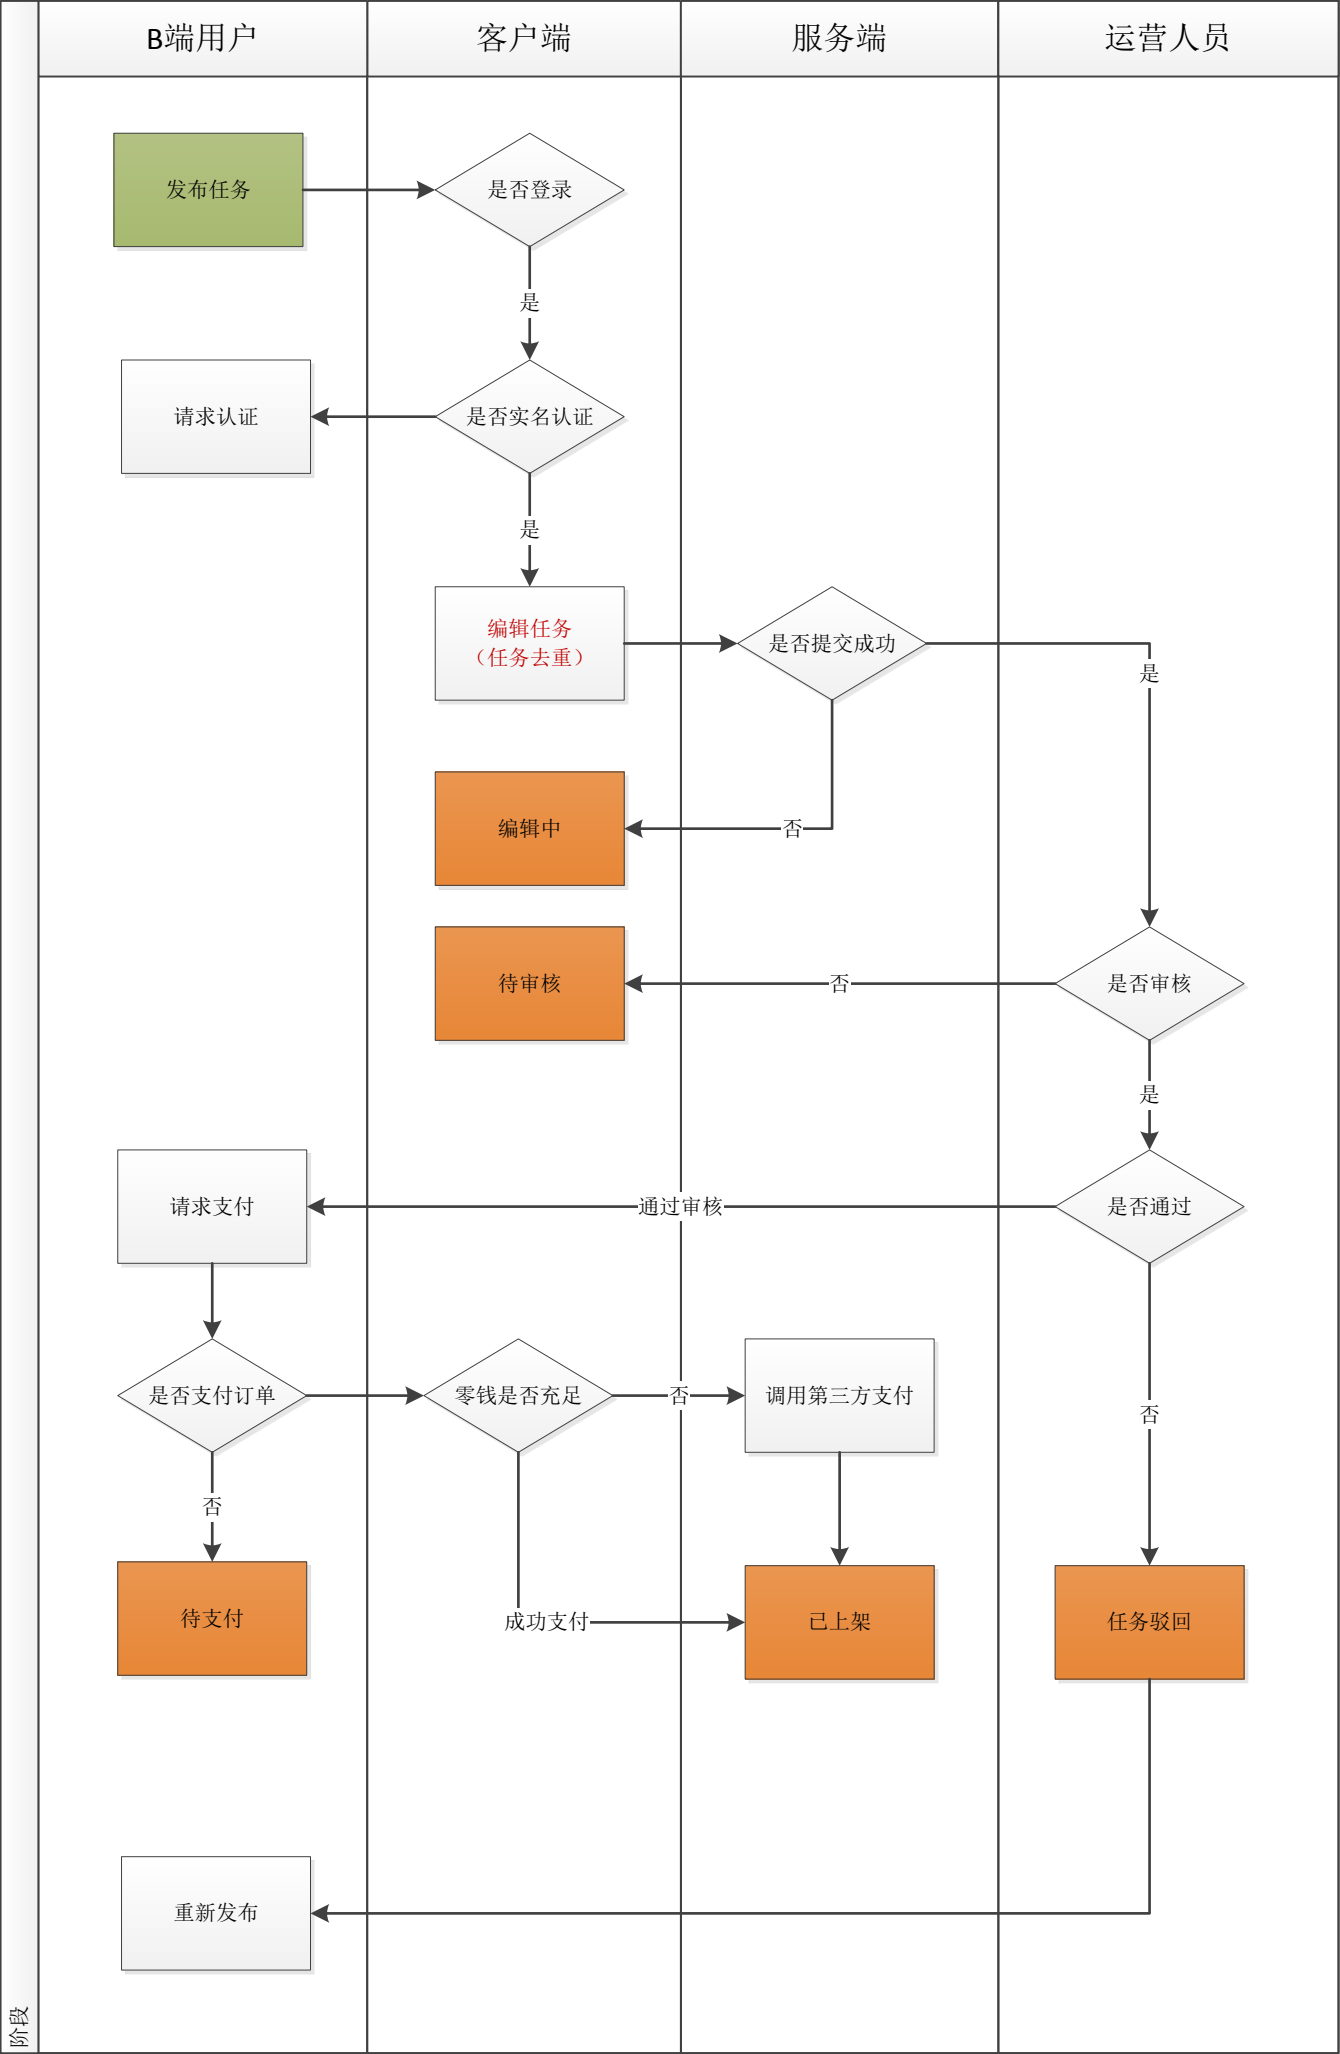 B端用户
客户端
服务端
运营人员
发布任务
是否登录
是
请求认证
是否实名认证
是
编辑任务
（任务去重）
是否提交成功
是
编辑中
否
待审核
否
是否审核
是
请求支付
通过审核
是否通过
是否支付订单
零钱是否充足
否
调用第三方支付
否
否
待支付
成功支付
已上架
任务驳回
重新发布
阶段